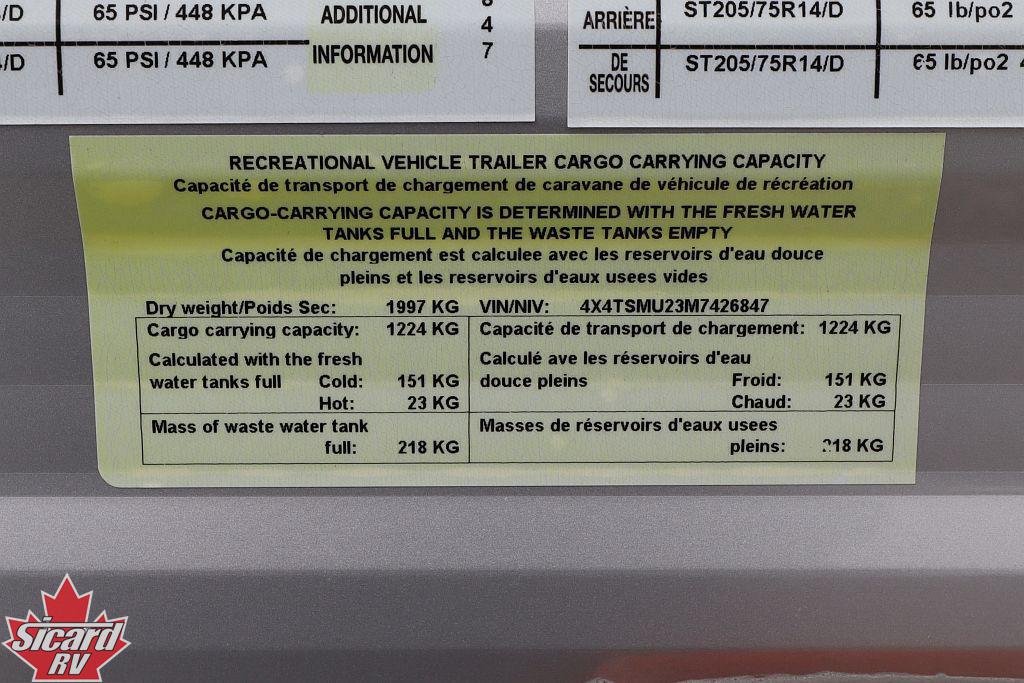 /D 65 PSI / 448 KPA ADDITIONAL 4
/D 65 PSI / 448 KPA INFORMATION 7
ARRIÈRE ST205/75R14/D 65 lb/po2
DE SECOURS ST205/75R14/D 65 lb/po2 4
RECREATIONAL VEHICLE TRAILER CARGO CARRYING CAPACITY
Capacité de transport de chargement de caravane de véhicule de récréation
CARGO-CARRYING CAPACITY IS DETERMINED WITH THE FRESH WATER
TANKS FULL AND THE WASTE TANKS EMPTY
Capacité de chargement est calculee avec les reservoirs d'eau douce
pleins et les reservoirs d'eaux usees vides
Dry weight/Poids Sec: 1997 KG VIN/NIV: 4X4TSMU23M7426847
Cargo carrying capacity: 1224 KG
Calculated with the fresh
water tanks full Cold: 151 KG
Hot: 23 KG
Mass of waste water tank
full: 218 KG
Capacité de transport de chargement: 1224 KG
Calculé ave les réservoirs d'eau
douce pleins Froid: 151 KG
Chaud: 23 KG
Masses de réservoirs d'eaux usees
pleins: 218 KG
Sicard
RV